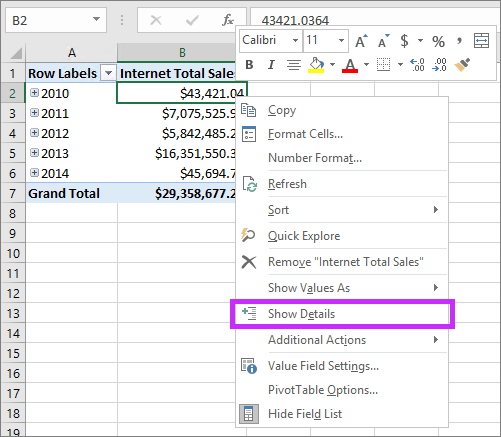 B2 43421.0364
Calibri 11 A A $ % ,
B I A .00
A B
1 Row Labels Internet Total Sale
2 2010 $43,421.04
3 2011 $7,075,525.9
4 2012 $5,842,485.2
5 2013 $16,351,550.3
6 2014 $45,694.7
7 Grand Total $29,358,677.2
8
9
10
11
12
13
14
15
16
17
18
19
Copy
Format Cells...
Number Format...
Refresh
Sort
Quick Explore
Remove "Internet Total Sales"
Show Values As
Show Details
Additional Actions
Value Field Settings...
PivotTable Options...
Hide Field List